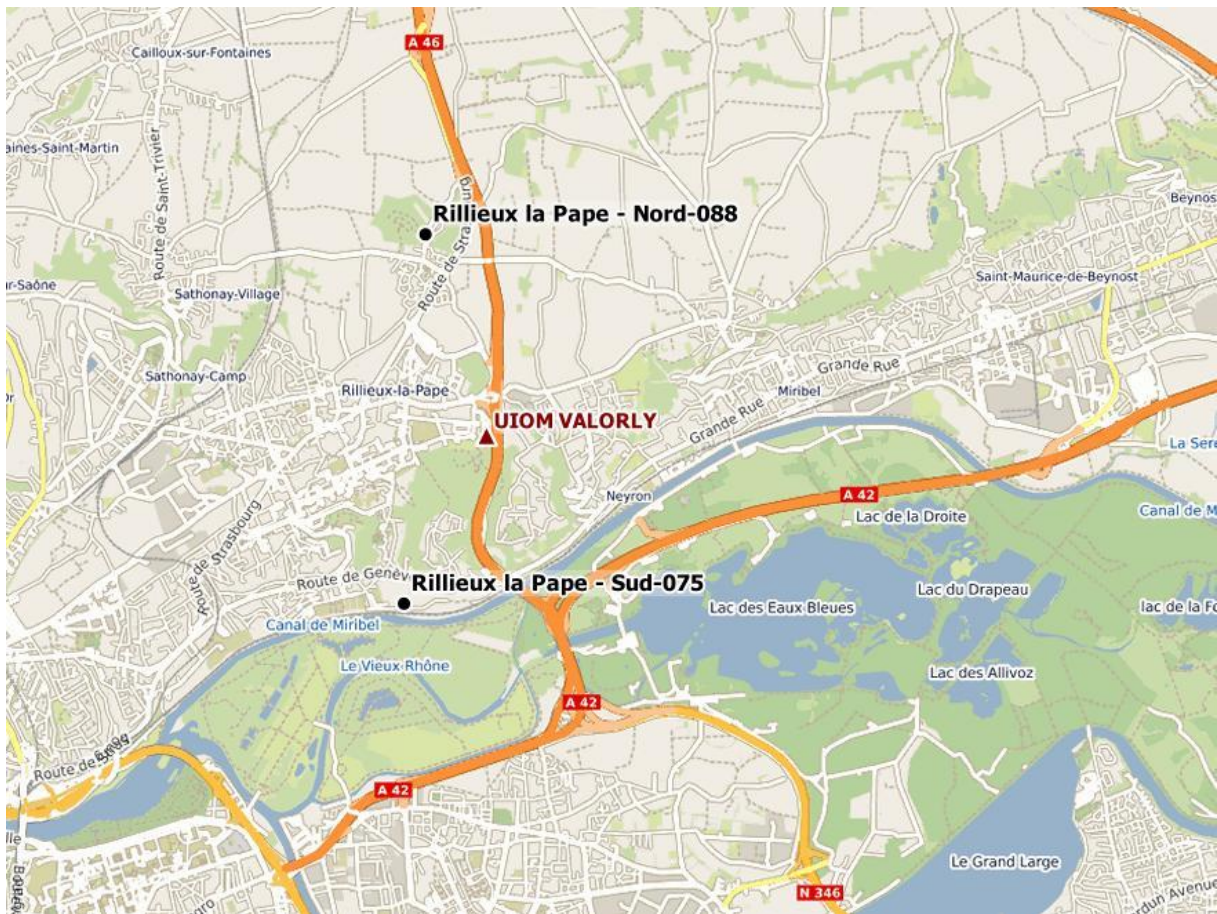 A 46
Cailloux-sur-Fontaines
aines-Saint-Martin
Route de Saint-Trivier
Rillieux la Pape - Nord-088
Route de Strasbourg
Beynost
Saint-Maurice-de-Beynost
ur-Saône
Sathonay-Village
Sathonay-Camp
Rillieux-la-Pape
Grande Rue
Miribel
Or
UIOM VALORLY
Grande Rue
La Sere
Neyron
A 42
Lac de la Droite
Canal de M
Route de Strasbourg
Route de Genève
Rillieux la Pape - Sud-075
Lac du Drapeau
Lac des Eaux Bleues
lac de la Fo
Canal de Miribel
Le Vieux Rhône
Lac des Allivoz
A 42
A 42
Le Grand Large
N 346